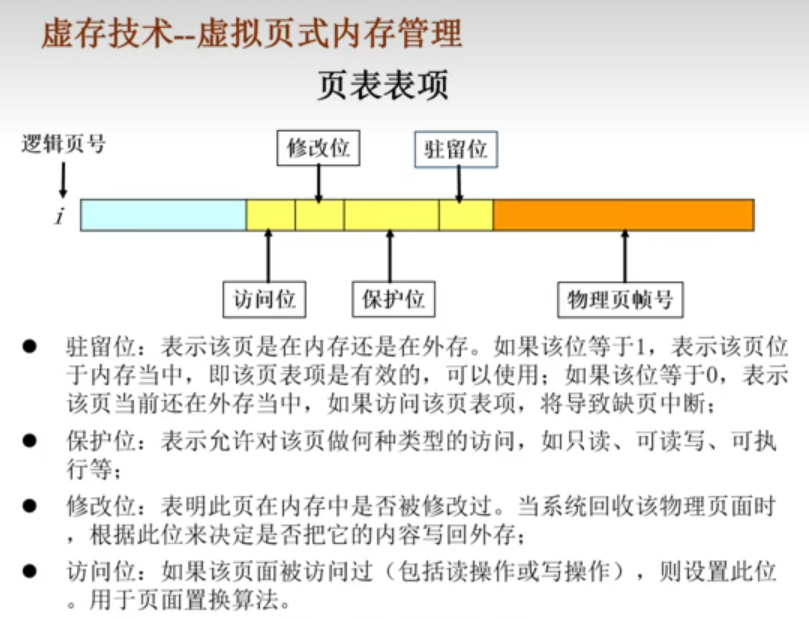 虚存技术--虚拟页式内存管理
页表表项
逻辑页号
修改位
驻留位
i
访问位
保护位
物理页帧号
● 驻留位：表示该页是在内存还是在外存。如果该位等于1，表示该页位
于内存当中，即该页表项是有效的，可以使用；如果该位等于0，表示
该页当前还在外存当中，如果访问该页表项，将导致缺页中断；
● 保护位：表示允许对该页做何种类型的访问，如只读、可读写、可执
行等；
● 修改位：表明此页在内存中是否被修改过。当系统回收该物理页面时
，根据此位来决定是否把它的内容写回外存；
● 访问位：如果该页面被访问过（包括读操作或写操作），则设置此位
。用于页面置换算法。